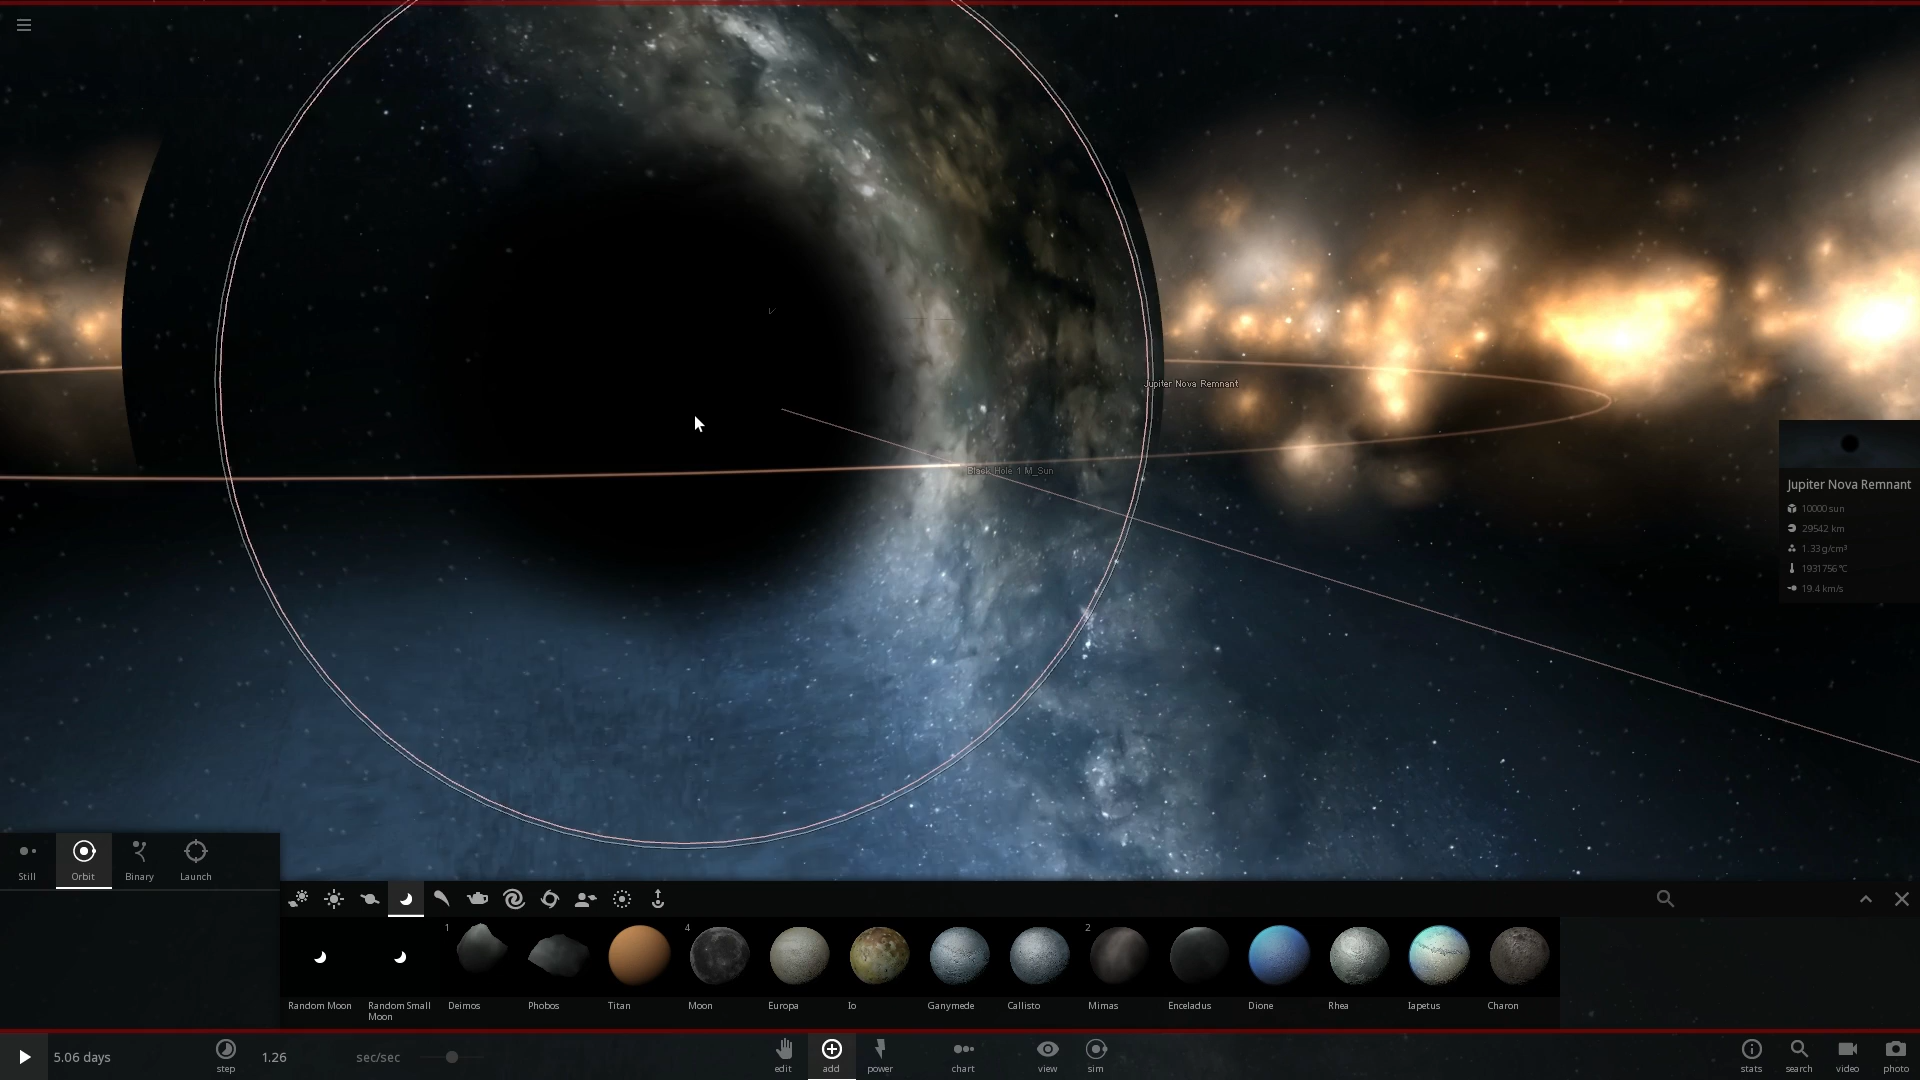 Jupiter Nova Remnant
Black Hole 1 M_Sun
Jupiter Nova Remnant
10000 sun
29542 km
1.33 g/cm³
1931756°C
19.4 km/s
Still
Orbit
Binary
Launch
1
4
2
Random Moon
Random Small
Moon
Deimos
Phobos
Titan
Moon
Europa
Io
Ganymede
Callisto
Mimas
Enceladus
Dione
Rhea
Iapetus
Charon
5.06 days
step
1.26
sec/sec
edit
add
power
chart
view
sim
stats
search
video
photo